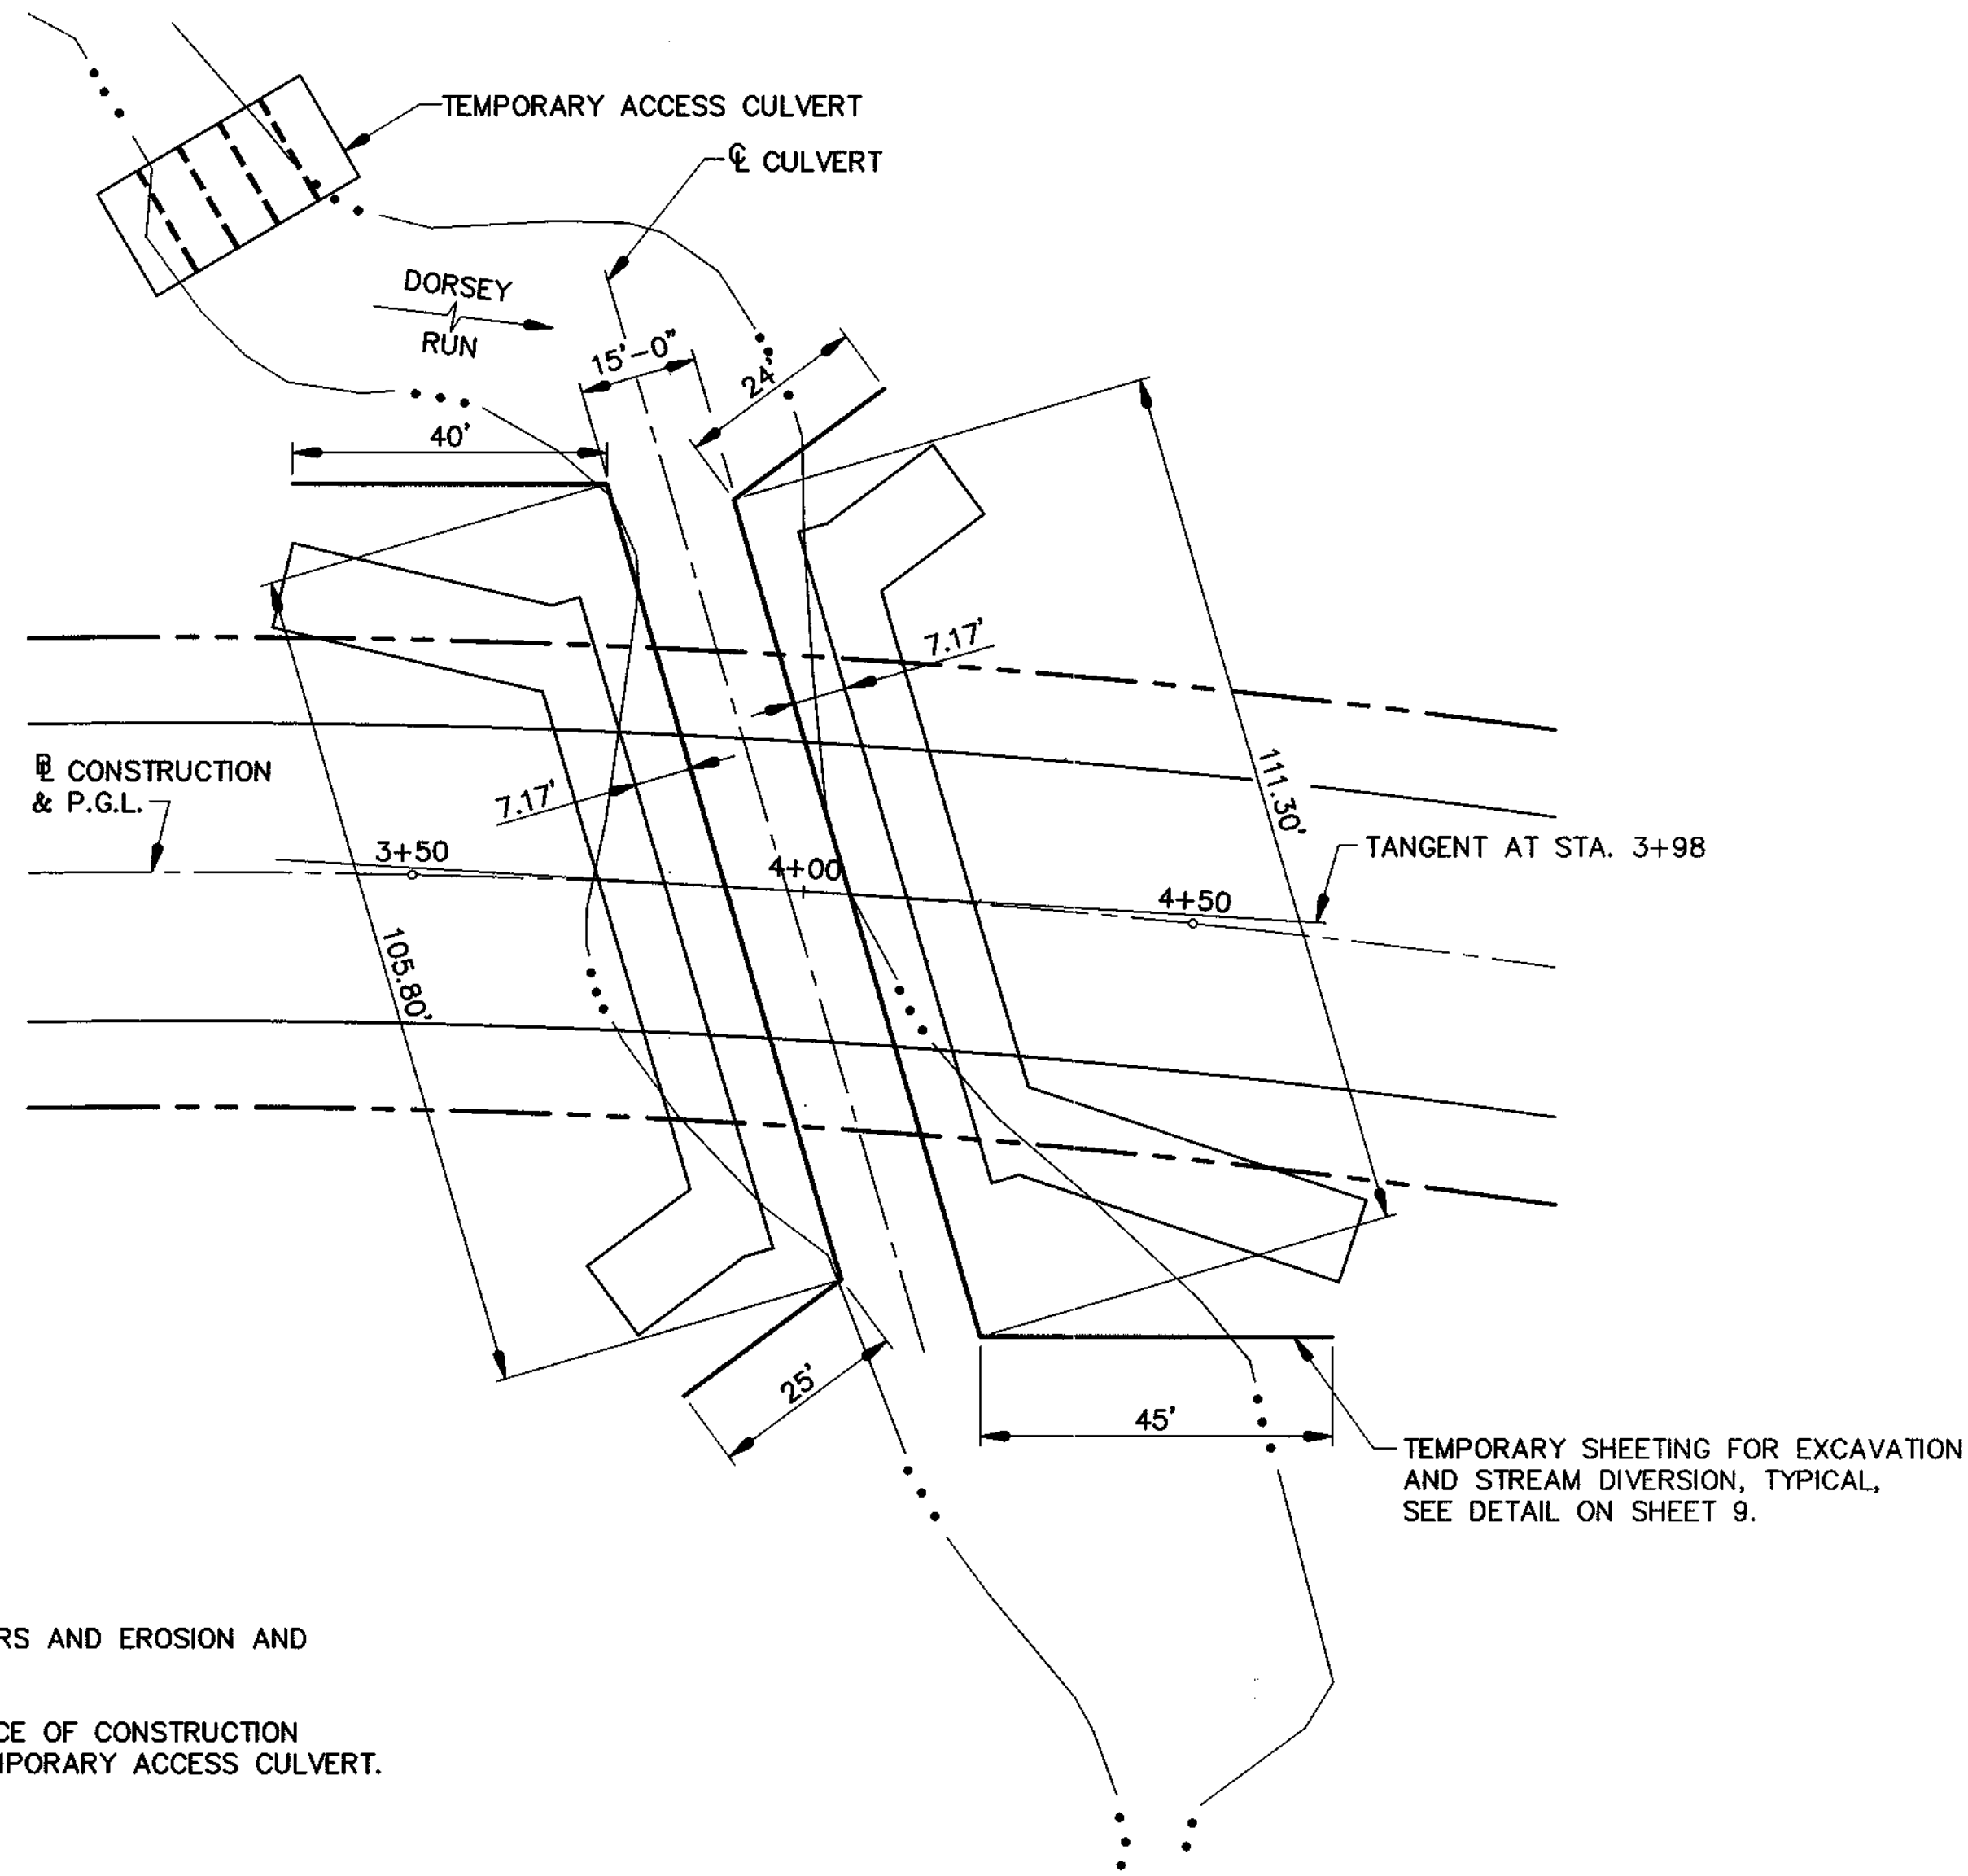 TEMPORARY ACCESS CULVERT
℄ CULVERT
DORSEY
RUN
15'-0"
24'
40'
7.17'
B̲L CONSTRUCTION
& P.G.L.
7.17'
111.30'
3+50
4+00
4+50
TANGENT AT STA. 3+98
105.80'
25'
45'
TEMPORARY SHEETING FOR EXCAVATION
AND STREAM DIVERSION, TYPICAL,
SEE DETAIL ON SHEET 9.
RS AND EROSION AND
CE OF CONSTRUCTION
MPORARY ACCESS CULVERT.